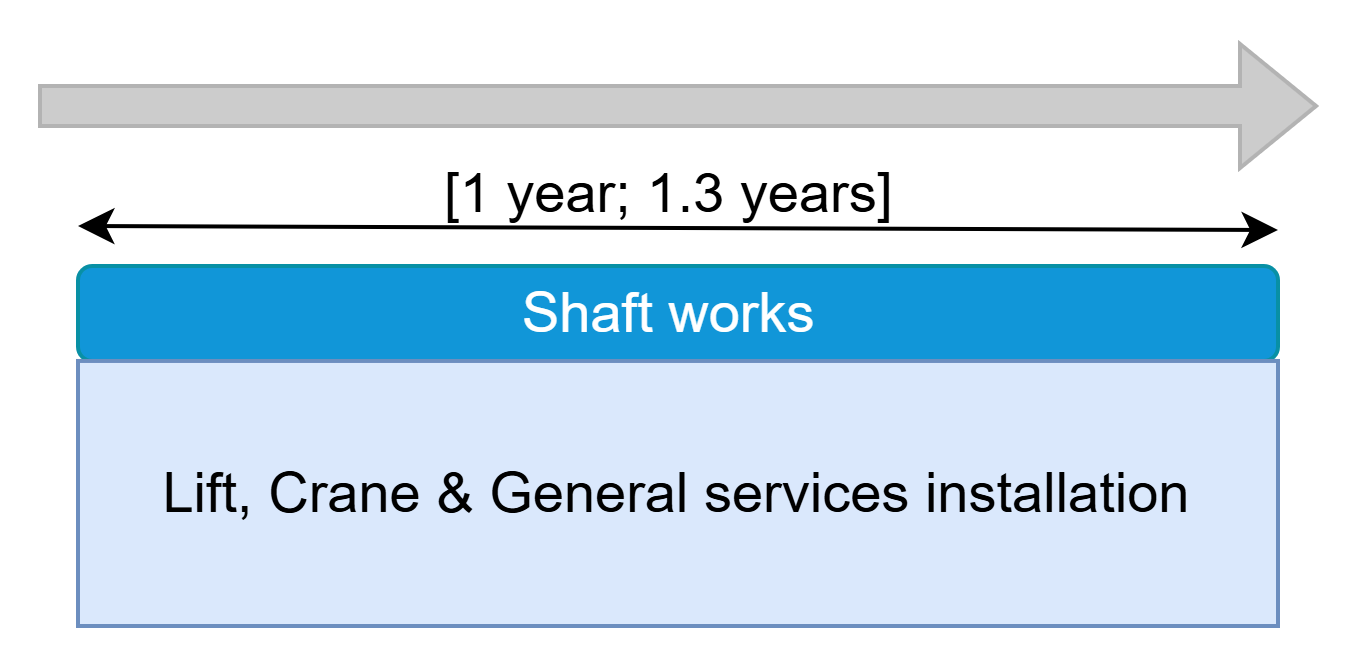 [1 year; 1.3 years]
Shaft works
Lift, Crane & General services installation